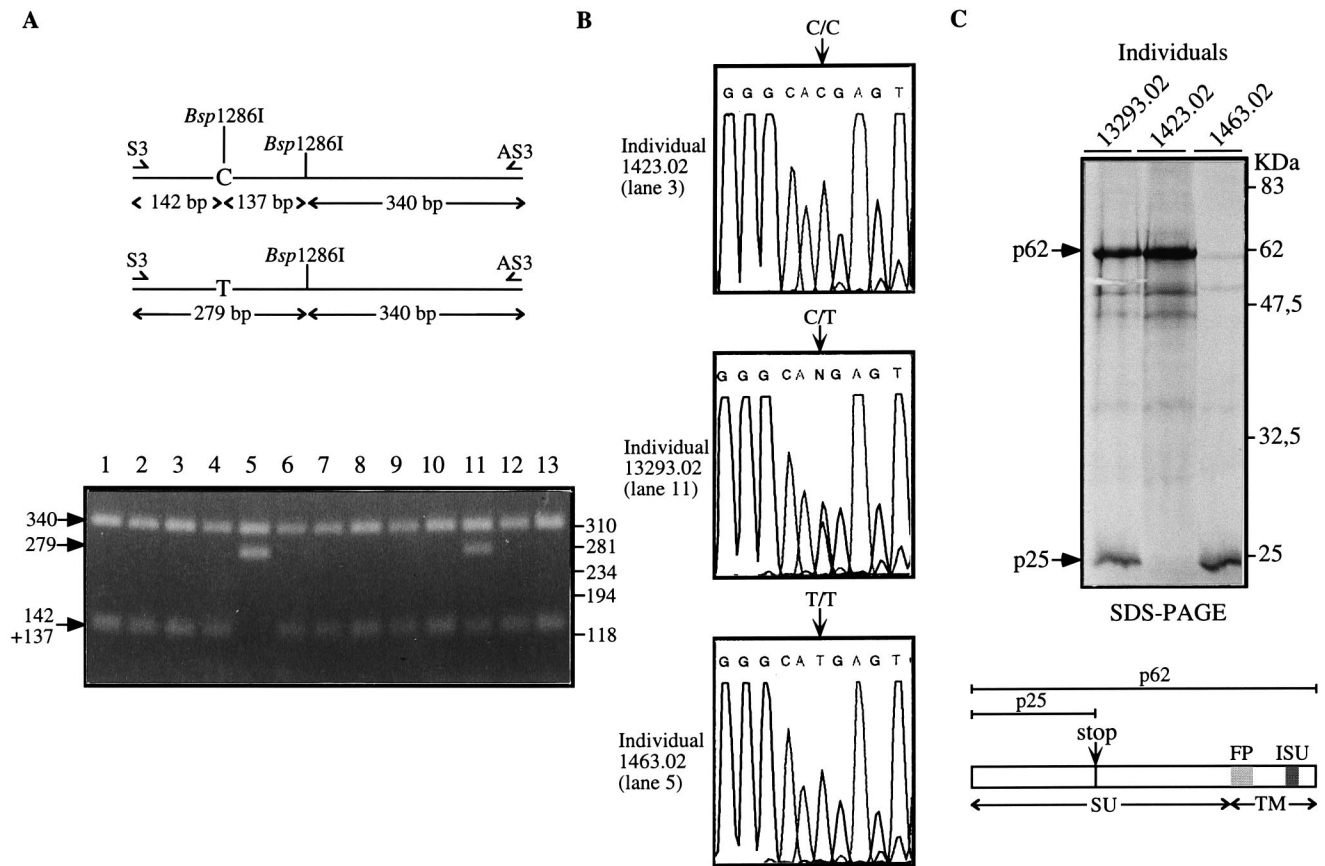 A
Bsp1286I
Bsp1286I
S3
AS3
C
142 bp
137 bp
340 bp
Bsp1286I
S3
AS3
T
279 bp
340 bp
1 2 3 4 5 6 7 8 9 10 11 12 13
340
279
142
+137
310
281
234
194
118
B
C/C
G G G C A C G A G T
Individual
1423.02
(lane 3)
C/T
G G G C A N G A G T
Individual
13293.02
(lane 11)
T/T
G G G C A T G A G T
Individual
1463.02
(lane 5)
C
Individuals
13293.02
1423.02
1463.02
KDa
83
62
47,5
32,5
25
p62
p25
SDS-PAGE
p62
p25
stop
FP
ISU
SU
TM